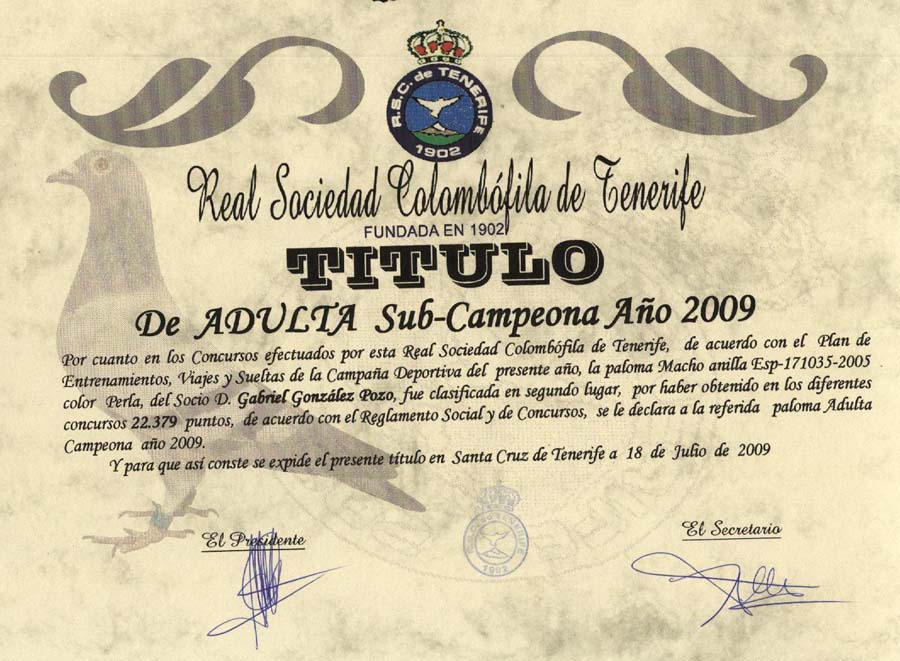 R.S.C. de TENERIFE
1902
Real Sociedad Colombófila de Tenerife
FUNDADA EN 1902
TITULO
De ADULTA Sub-Campeona Año 2009
Por cuanto en los Concursos efectuados por esta Real Sociedad Colombófila de Tenerife, de acuerdo con el Plan de
Entrenamientos, Viajes y Sueltas de la Campaña Deportiva del presente año, la paloma Macho anilla Esp-171035-2005
color Perla, del Socio D. Gabriel González Pozo, fue clasificada en segundo lugar, por haber obtenido en los diferentes
concursos 22.379 puntos, de acuerdo con el Reglamento Social y de Concursos, se le declara a la referida paloma Adulta
Campeona año 2009.
Y para que así conste se expide el presente título en Santa Cruz de Tenerife a 18 de Julio de 2009
El Presidente
El Secretario
R.S.C. de TENERIFE
1902